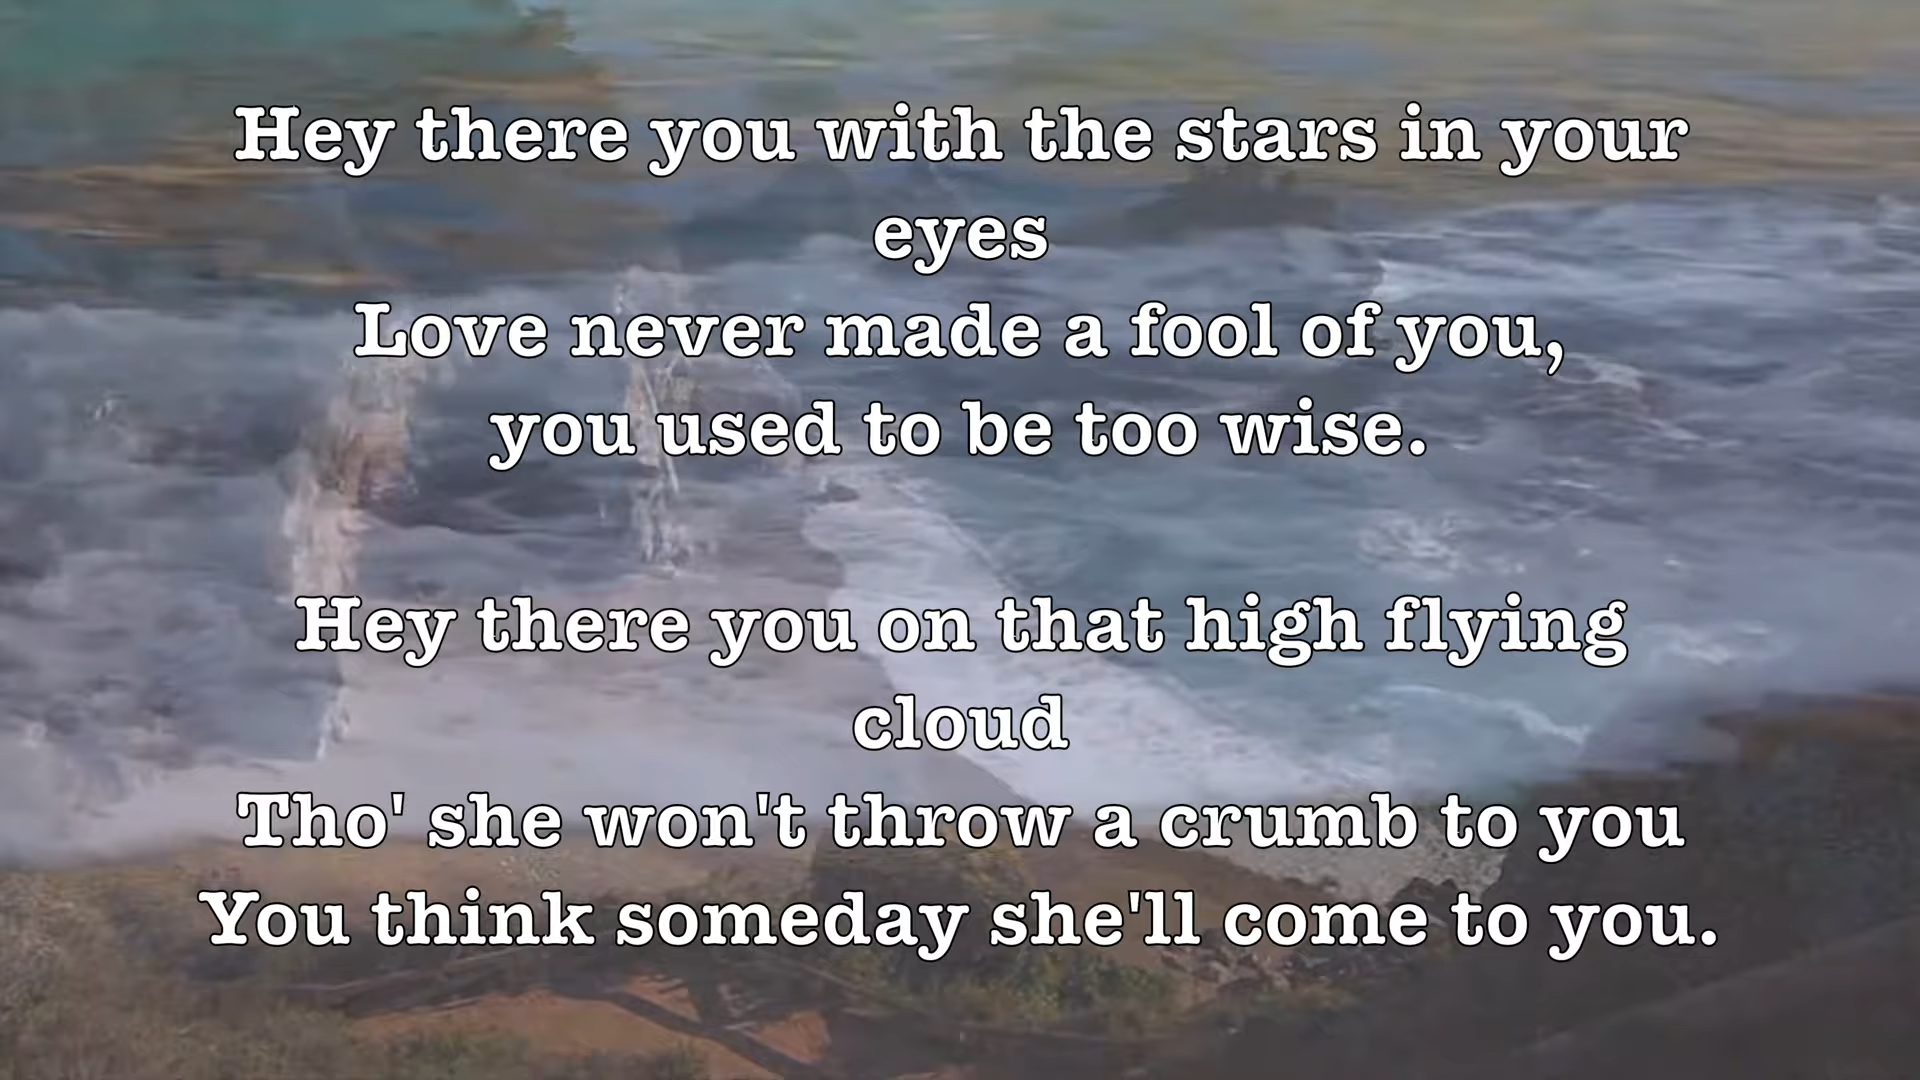 Hey there you with the stars in your
eyes
Love never made a fool of you,
you used to be too wise.
Hey there you on that high flying
cloud
Tho' she won't throw a crumb to you
You think someday she'll come to you.